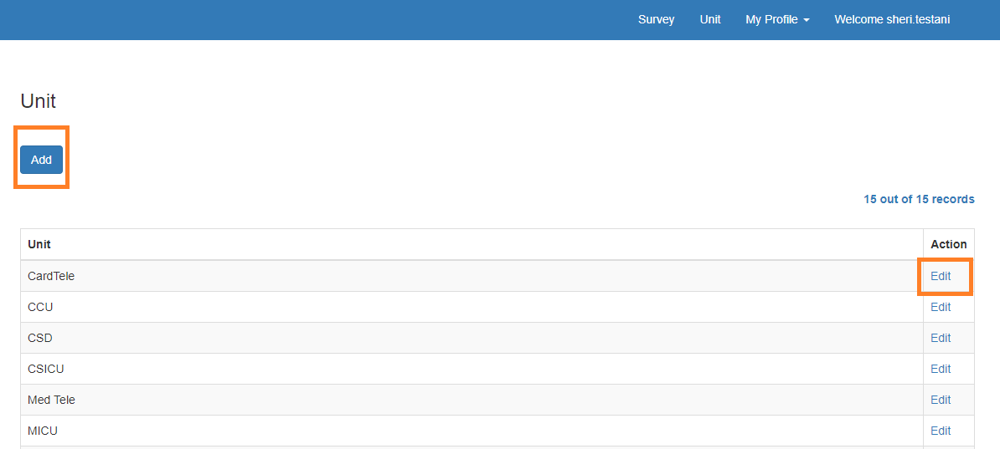 Survey Unit My Profile Welcome sheri.testani
Unit
Add
15 out of 15 records
Unit Action
CardTele Edit
CCU Edit
CSD Edit
CSICU Edit
Med Tele Edit
MICU Edit